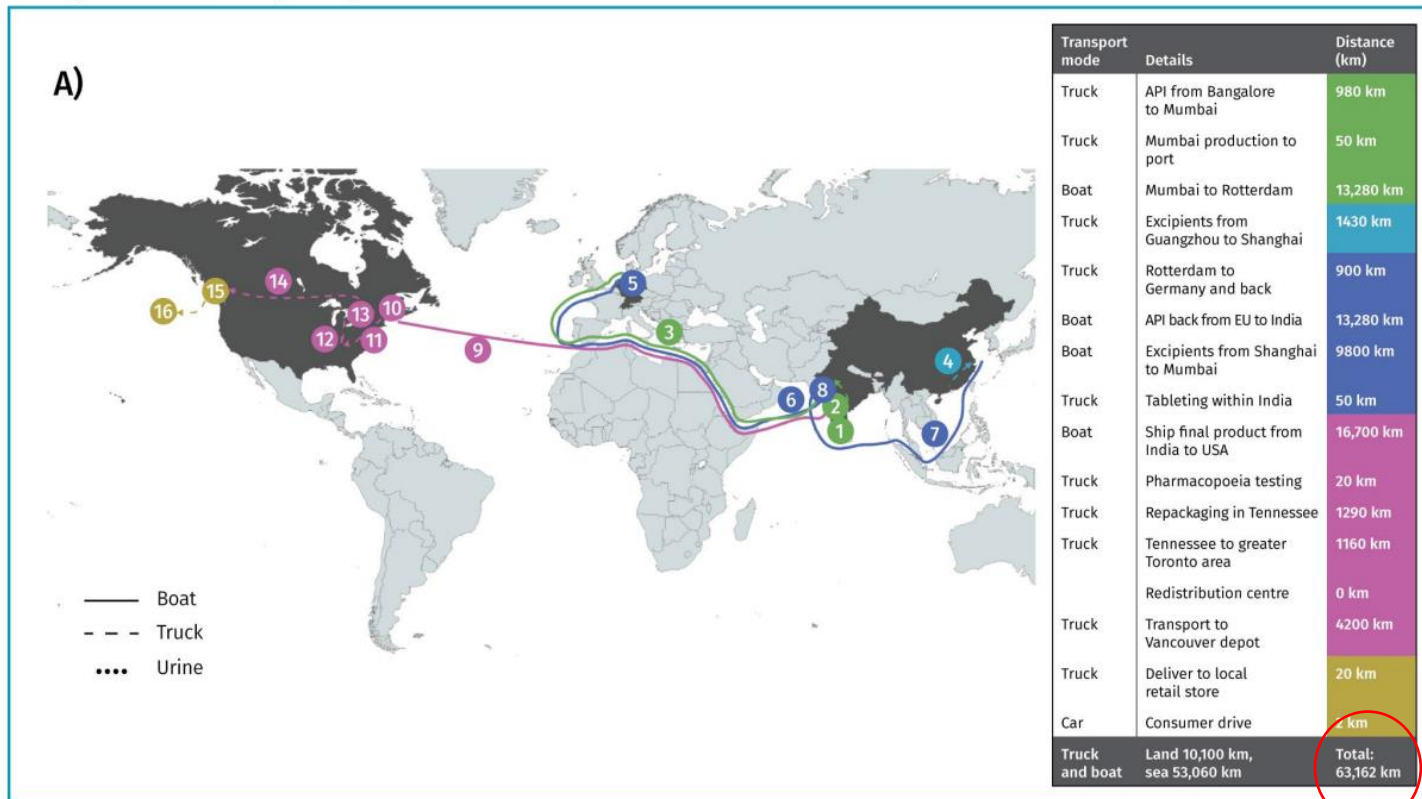 A)
14
15
16
13
10
12
11
9
5
3
4
8
6
2
1
7
Boat
Truck
Urine
Transport mode Details Distance (km)
Truck API from Bangalore to Mumbai 980 km
Truck Mumbai production to port 50 km
Boat Mumbai to Rotterdam 13,280 km
Truck Excipients from Guangzhou to Shanghai 1430 km
Truck Rotterdam to Germany and back 900 km
Boat API back from EU to India 13,280 km
Boat Excipients from Shanghai to Mumbai 9800 km
Truck Tableting within India 50 km
Boat Ship final product from India to USA 16,700 km
Truck Pharmacopoeia testing 20 km
Truck Repackaging in Tennessee 1290 km
Truck Tennessee to greater Toronto area 1160 km
Redistribution centre 0 km
Truck Transport to Vancouver depot 4200 km
Truck Deliver to local retail store 20 km
Car Consumer drive 2 km
Truck and boat Land 10,100 km, sea 53,060 km Total: 63,162 km